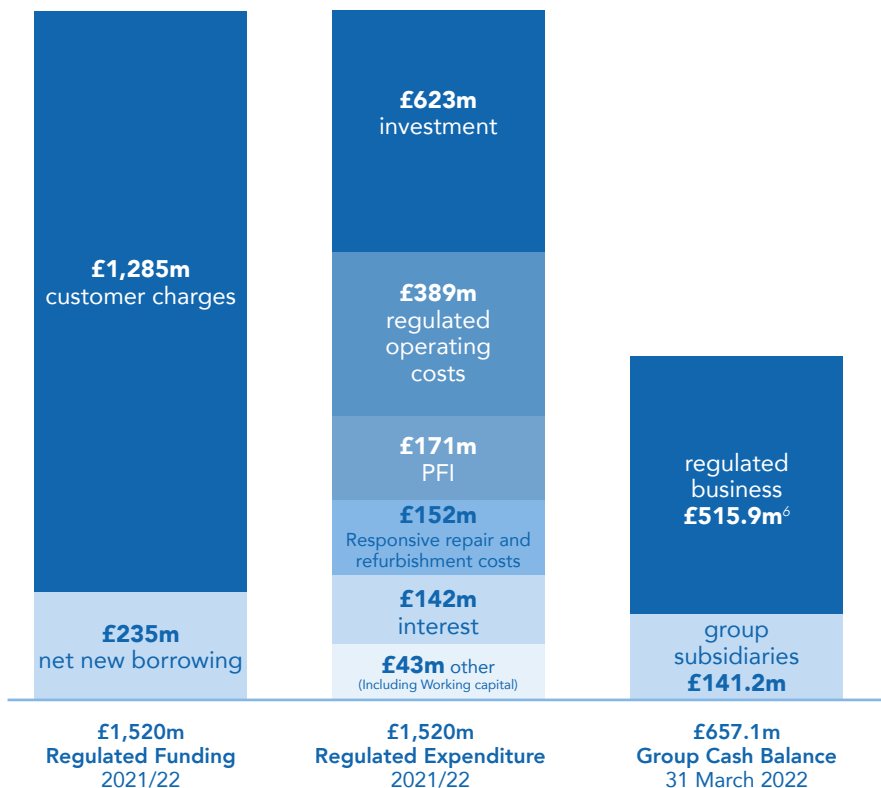 £1,285m
customer charges
£235m
net new borrowing
£1,520m
Regulated Funding
2021/22
£623m
investment
£389m
regulated
operating
costs
£171m
PFI
£152m
Responsive repair and
refurbishment costs
£142m
interest
£43m other
(Including Working capital)
£1,520m
Regulated Expenditure
2021/22
regulated
business
£515.9m⁶
group
subsidiaries
£141.2m
£657.1m
Group Cash Balance
31 March 2022